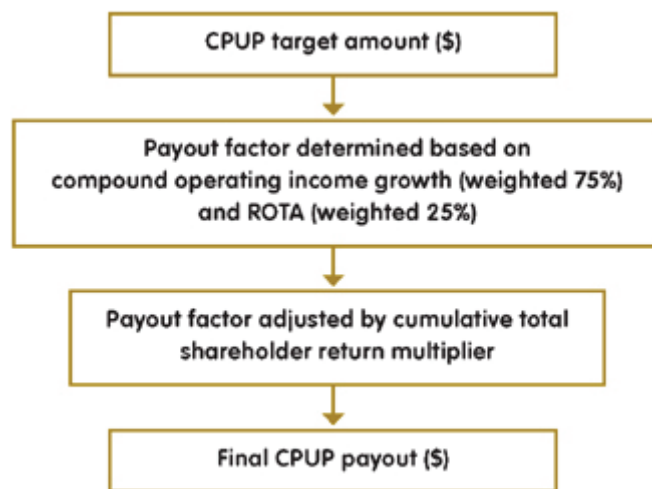 CPUP target amount ($)
Payout factor determined based on
compound operating income growth (weighted 75%)
and ROTA (weighted 25%)
Payout factor adjusted by cumulative total
shareholder return multiplier
Final CPUP payout ($)